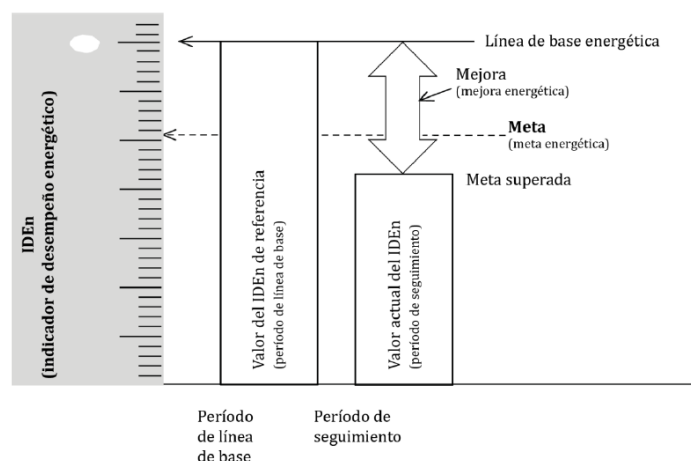 Línea de base energética
Mejora
(mejora energética)
Meta
(meta energética)
Meta superada
IDEn
(indicador de desempeño energético)
Valor del IDEn de referencia
(período de línea de base)
Valor actual del IDEn
(período de seguimiento)
Período
de línea
de base
Período de
seguimiento